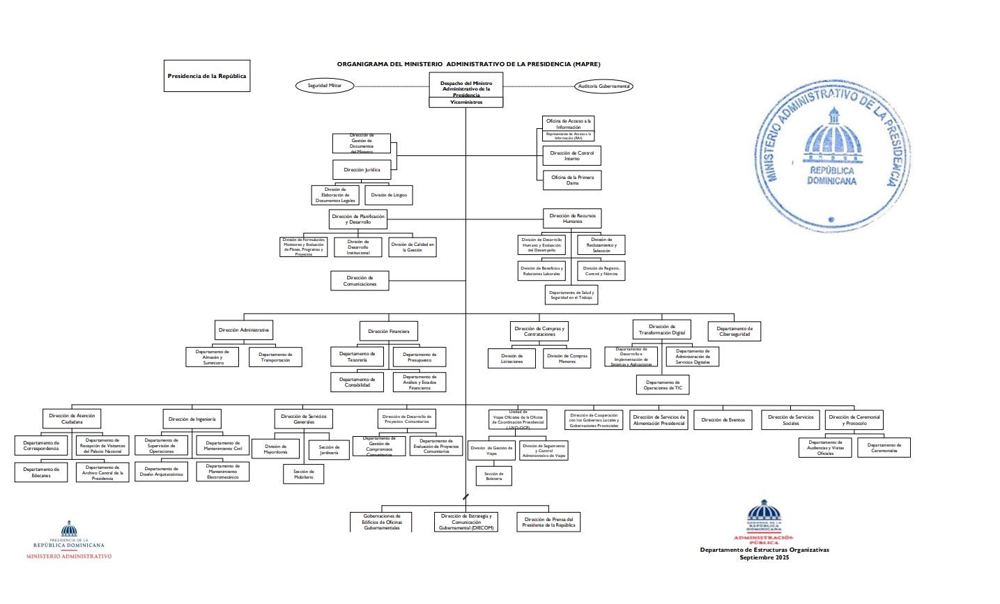 ORGANIGRAMA DEL MINISTERIO ADMINISTRATIVO DE LA PRESIDENCIA (MAPRE)
Presidencia de la República
Seguridad Militar
Despacho del Ministro
Administrativo de la
Presidencia
Viceministros
Auditoría Gubernamental
MINISTERIO ADMINISTRATIVO DE LA PRESIDENCIA
REPÚBLICA
DOMINICANA
Oficina de Acceso a la
Información
Representante de Acceso a la
Información (RAI)
Dirección de
Gestión de
Documentos
del Ministro
Dirección de Control
Interno
Dirección Jurídica
Oficina de la Primera
Dama
División de
Elaboración de
Documentos Legales
División de Litigios
Dirección de Planificación
y Desarrollo
Dirección de Recursos
Humanos
División de Formulación,
Monitoreo y Evaluación
de Planes, Programas y
Proyectos
División de
Desarrollo
Institucional
División de Calidad en
la Gestión
División de Desarrollo
Humano y Evaluación
del Desempeño
División de
Reclutamiento y
Selección
División de Beneficios y
Relaciones Laborales
División de Registro,
Control y Nómina
Dirección de
Comunicaciones
Departamento de Salud y
Seguridad en el Trabajo
Dirección Administrativa
Dirección Financiera
Dirección de Compras y
Contrataciones
Dirección de
Transformación Digital
Departamento de
Ciberseguridad
Departamento de
Almacén y
Suministro
Departamento de
Transportación
Departamento de
Tesorería
Departamento de
Presupuesto
División de
Licitaciones
División de Compras
Menores
Departamento de
Desarrollo e
Implementación de
Sistemas y Aplicaciones
Departamento de
Administración de
Servicios Digitales
Departamento de
Contabilidad
Departamento de
Análisis y Estados
Financieros
Departamento de
Operaciones de TIC
Dirección de Atención
Ciudadana
Dirección de Ingeniería
Dirección de Servicios
Generales
Dirección de Desarrollo de
Proyectos Comunitarios
Unidad de
Viajes Oficiales de la Oficina
de Coordinación Presidencial
( UVO-OCP)
Dirección de Cooperación
con los Gobiernos Locales y
Gobernaciones Provinciales
Dirección de Servicios de
Alimentación Presidencial
Dirección de Eventos
Dirección de Servicios
Sociales
Dirección de Ceremonial
y Protocolo
Departamento de
Correspondencia
Departamento de
Recepción de Visitantes
del Palacio Nacional
Departamento de
Supervisión de
Operaciones
Departamento de
Mantenimiento Civil
División de
Mayordomía
Sección de
Jardinería
Departamento de
Gestión de
Compromisos
Comunitarios
Departamento de
Evaluación de Proyectos
Comunitarios
División de Gestión de
Viajes
División de Seguimiento
y Control
Administrativo de Viajes
Departamento de
Audiencias y Visitas
Oficiales
Departamento de
Ceremoniales
Departamento de
Edecanes
Departamento de
Archivo Central de la
Presidencia
Departamento de
Diseño Arquitectónico
Departamento de
Mantenimiento
Electromecánico
Sección de
Mobiliario
Sección de
Boletería
Gobernaciones de
Edificios de Oficinas
Gubernamentales
Dirección de Estrategia y
Comunicación
Gubernamental (DIECOM)
Dirección de Prensa del
Presidente de la República
PRESIDENCIA DE LA
REPÚBLICA DOMINICANA
MINISTERIO ADMINISTRATIVO
GOBIERNO DE LA
REPÚBLICA
DOMINICANA
ADMINISTRACIÓN
PÚBLICA
Departamento de Estructuras Organizativas
Septiembre 2025